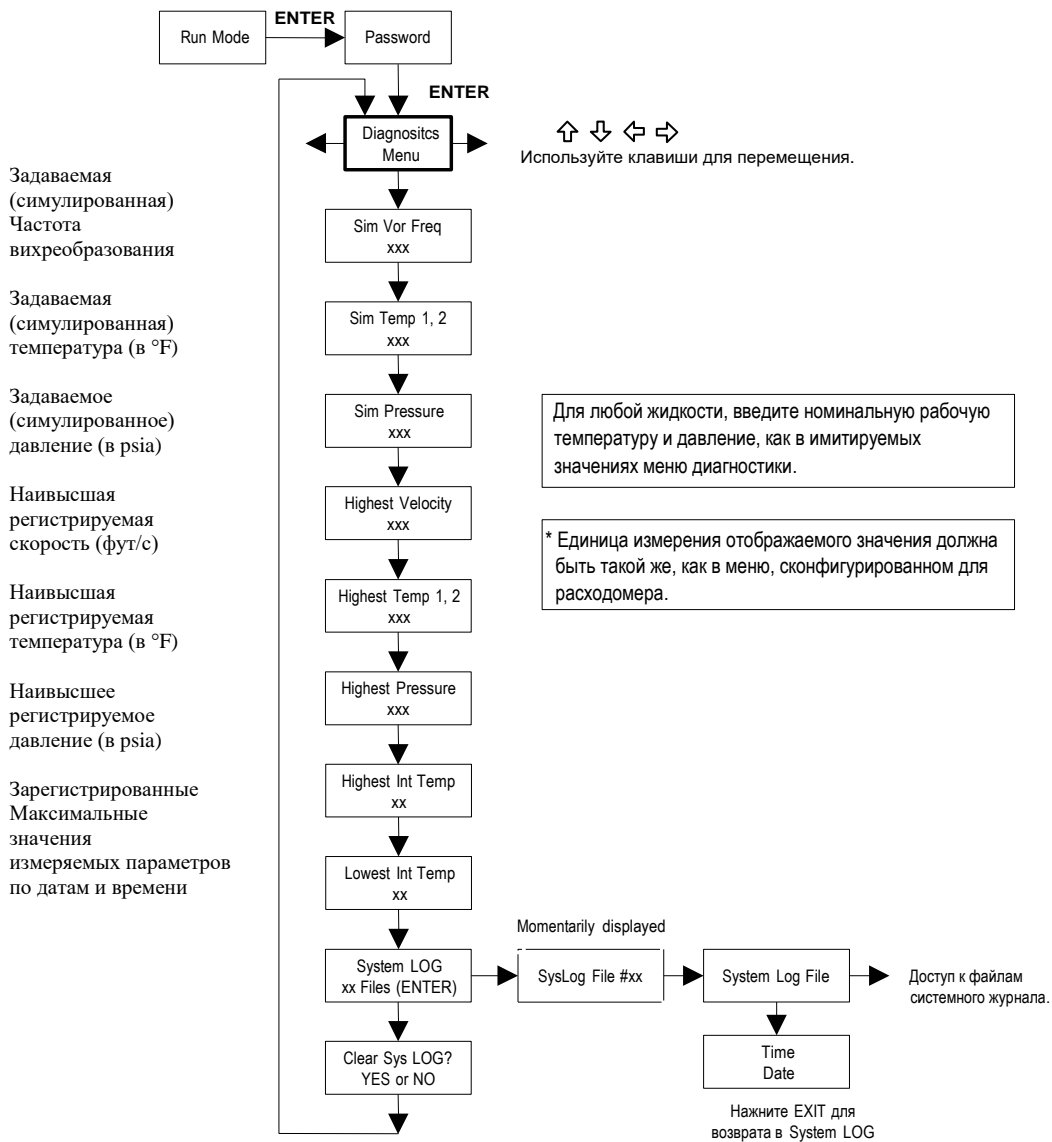 ENTER
Run Mode
Password
ENTER
Diagnositcs
Menu
Используйте клавиши для перемещения.
Задаваемая
(симулированная)
Частота
вихреобразования
Sim Vor Freq
xxx
Задаваемая
(симулированная)
температура (в °F)
Sim Temp 1, 2
xxx
Задаваемое
(симулированное)
давление (в psia)
Sim Pressure
xxx
Для любой жидкости, введите номинальную рабочую
температуру и давление, как в имитируемых
значениях меню диагностики.
Наивысшая
регистрируемая
скорость (фут/с)
Highest Velocity
xxx
* Единица измерения отображаемого значения должна
быть такой же, как в меню, сконфигурированном для
расходомера.
Наивысшая
регистрируемая
температура (в °F)
Highest Temp 1, 2
xxx
Наивысшее
регистрируемое
давление (в psia)
Highest Pressure
xxx
Зарегистрированные
Максимальные
значения
измеряемых параметров
по датам и времени
Highest Int Temp
xx
Lowest Int Temp
xx
Momentarily displayed
System LOG
xx Files (ENTER)
SysLog File #xx
System Log File
Доступ к файлам
системного журнала.
Clear Sys LOG?
YES or NO
Time
Date
Нажните EXIT для
возврата в System LOG